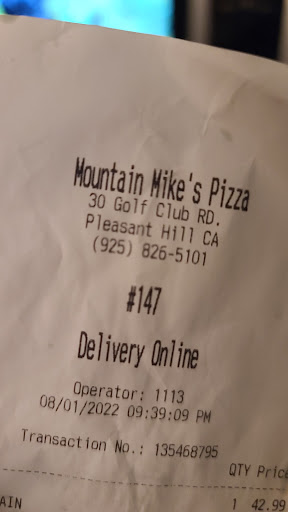 Mountain Mike's Pizza
30 Golf Club RD.
Pleasant Hill CA
(925) 826-5101
#147
Delivery Online
Operator: 1113
08/01/2022 09:39:09 PM
Transaction No.: 135468795
QTY Price
AIN 1 42.99